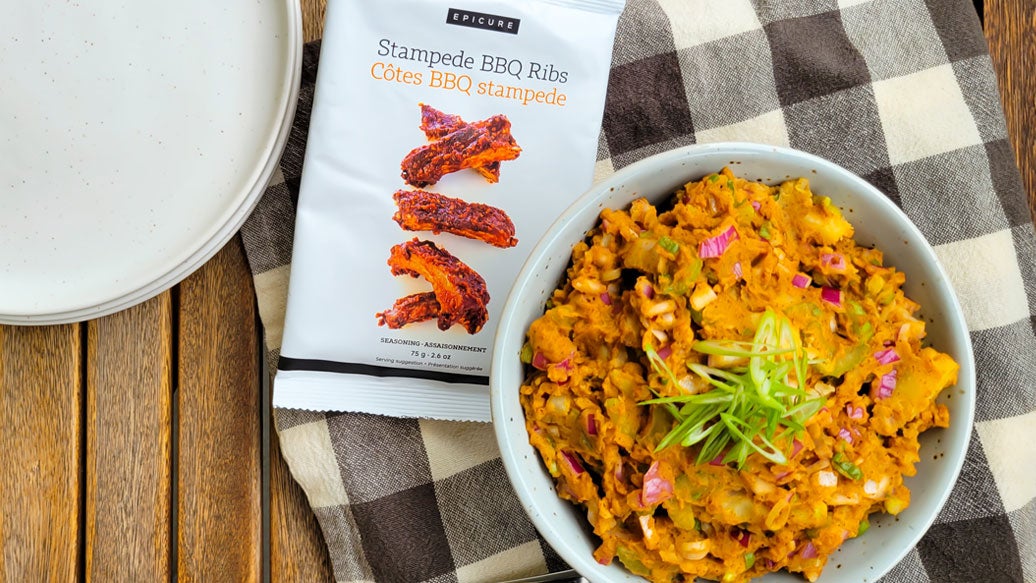 EPICURE
Stampede BBQ Ribs
Côtes BBQ stampede
SEASONING • ASSAISONNEMENT
75 g • 2.6 oz
Serving suggestion • Présentation suggérée